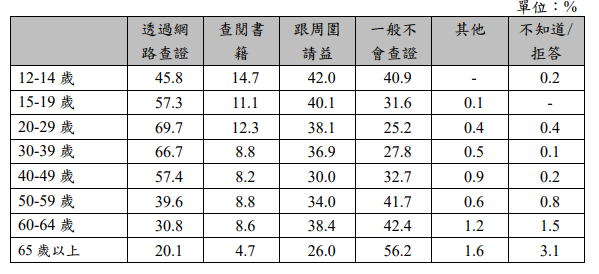 單位：%
透過網路查證 查閱書籍 跟周圍請益 一般不會查證 其他 不知道/拒答
12-14 歲 45.8 14.7 42.0 40.9 - 0.2
15-19 歲 57.3 11.1 40.1 31.6 0.1 -
20-29 歲 69.7 12.3 38.1 25.2 0.4 0.4
30-39 歲 66.7 8.8 36.9 27.8 0.5 0.1
40-49 歲 57.4 8.2 30.0 32.7 0.9 0.2
50-59 歲 39.6 8.8 34.0 41.7 0.6 0.8
60-64 歲 30.8 8.6 38.4 42.4 1.2 1.5
65 歲以上 20.1 4.7 26.0 56.2 1.6 3.1